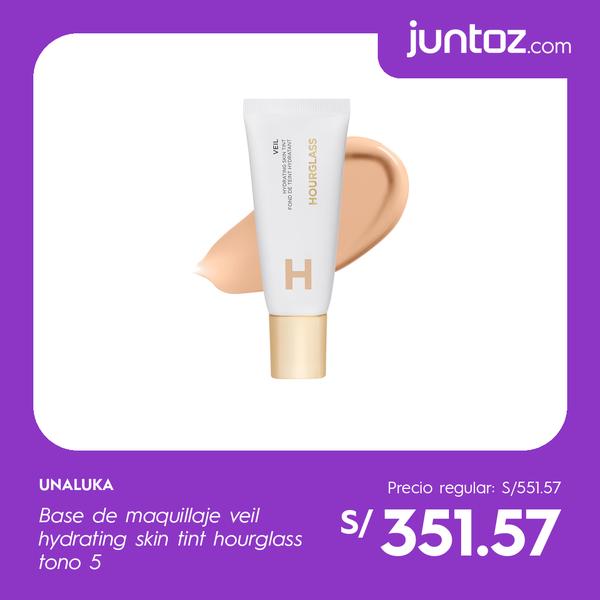 juntoz.com
VEIL
HYDRATING SKIN TINT
FOND DE TEINT HYDRATANT
HOURGLASS
H
UNALUKA
Base de maquillaje veil
hydrating skin tint hourglass
tono 5
Precio regular: S/551.57
S/ 351.57